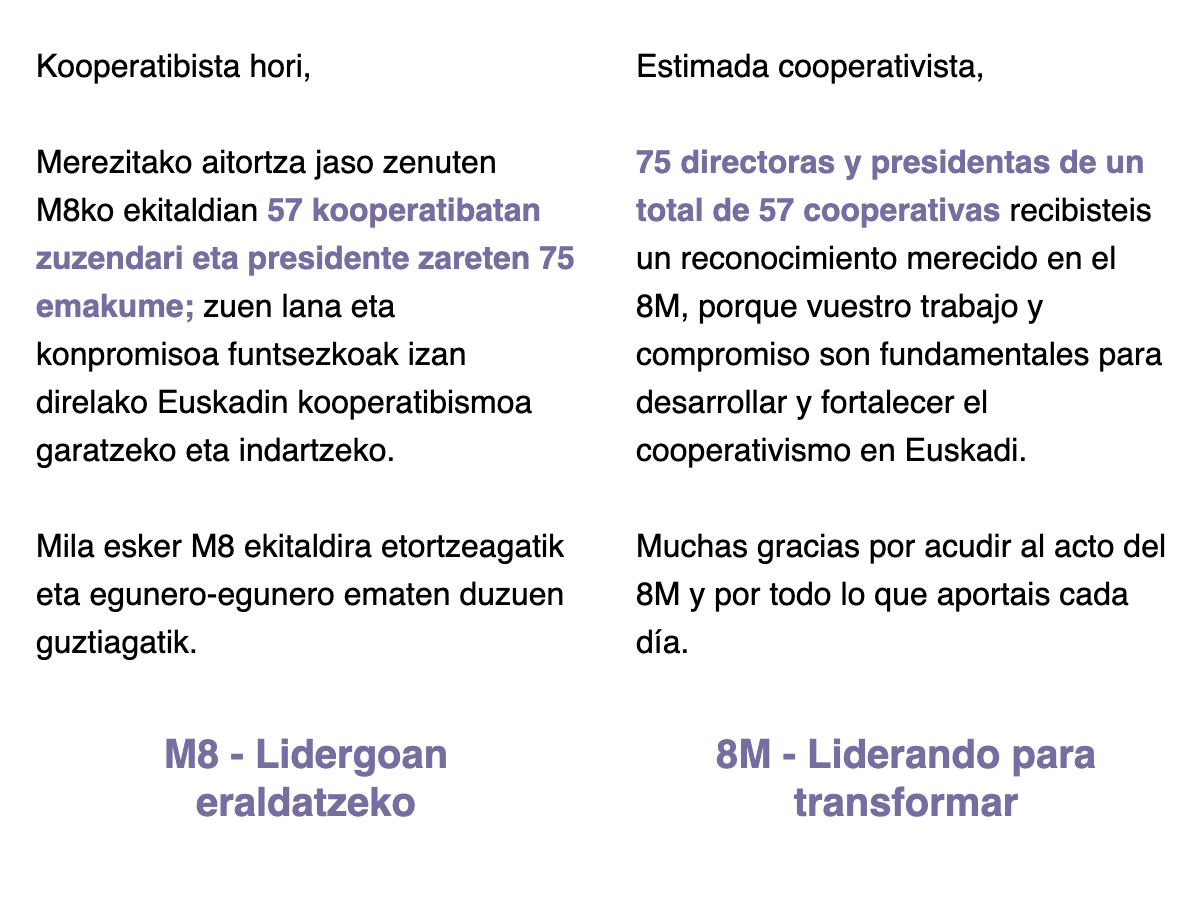 Kooperatibista hori,
Merezitako aitortza jaso zenuten
M8ko ekitaldian 57 kooperatibatan
zuzendari eta presidente zareten 75
emakume; zuen lana eta
konpromisoa funtsezkoak izan
direlako Euskadin kooperatibismoa
garatzeko eta indartzeko.
Mila esker M8 ekitaldira etortzeagatik
eta egunero-egunero ematen duzuen
guztiagatik.
M8 - Lidergoan
eraldatzeko
Estimada cooperativista,
75 directoras y presidentas de un
total de 57 cooperativas recibisteis
un reconocimiento merecido en el
8M, porque vuestro trabajo y
compromiso son fundamentales para
desarrollar y fortalecer el
cooperativismo en Euskadi.
Muchas gracias por acudir al acto del
8M y por todo lo que aportais cada
día.
8M - Liderando para
transformar